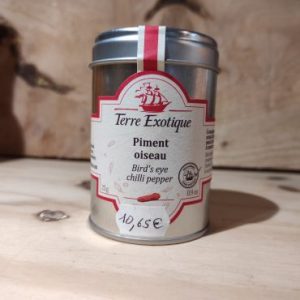 Terre Exotique
Piment
oiseau
Bird's eye
chilli pepper
10,65€